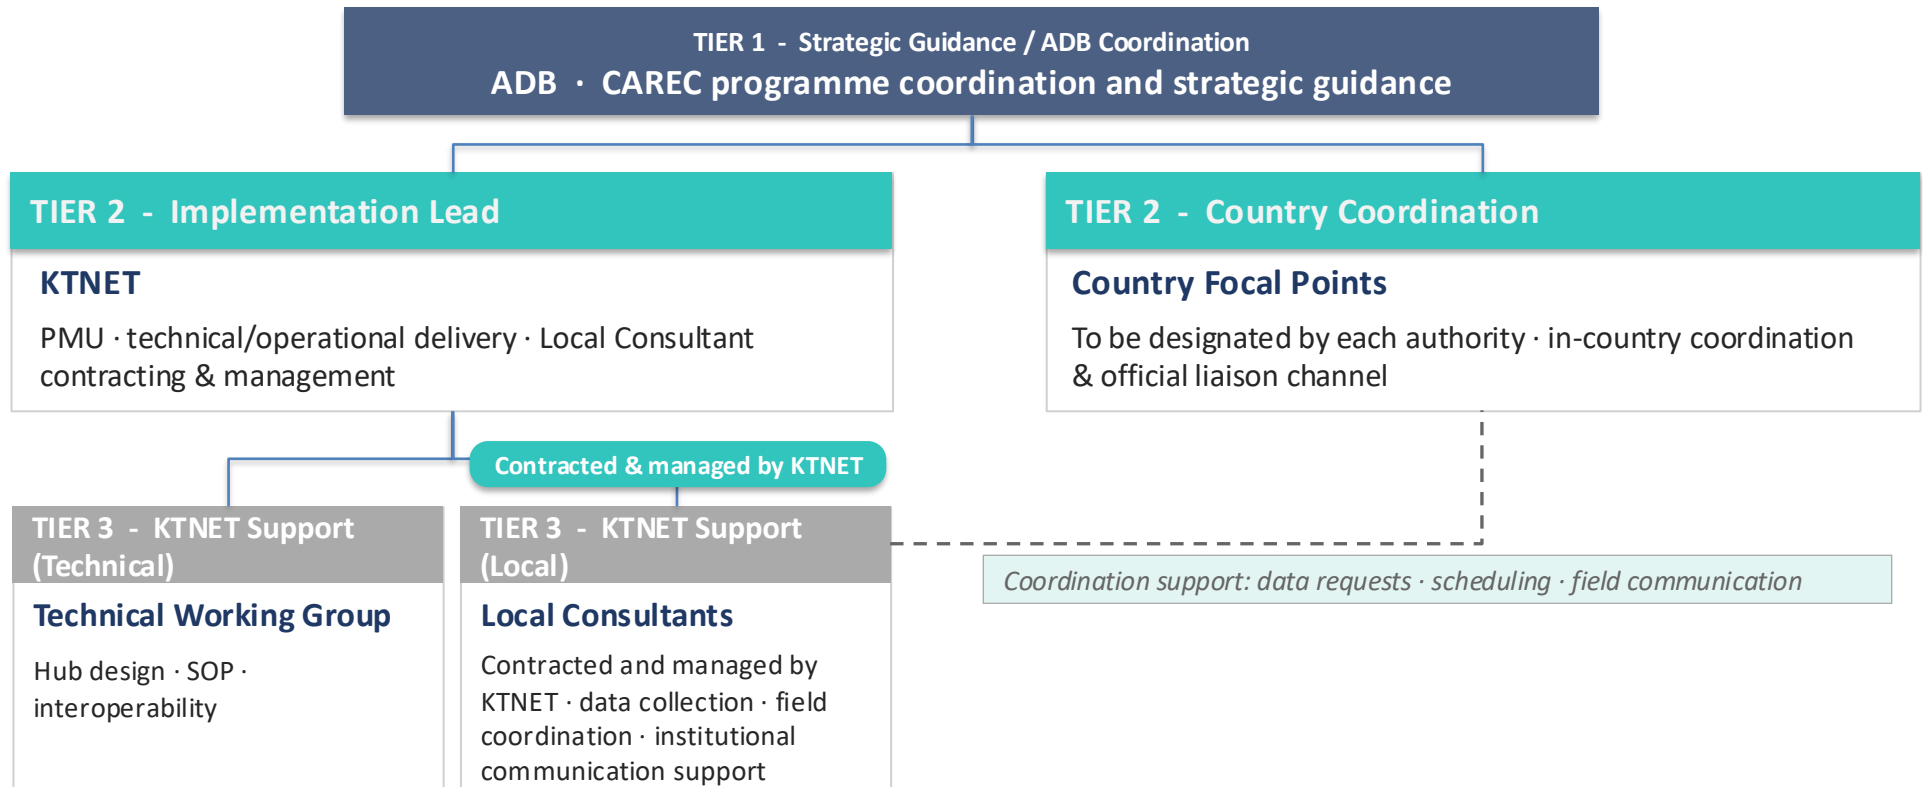 TIER 1 - Strategic Guidance / ADB Coordination
ADB · CAREC programme coordination and strategic guidance
TIER 2 - Implementation Lead
KTNET
PMU · technical/operational delivery · Local Consultant
contracting & management
TIER 2 - Country Coordination
Country Focal Points
To be designated by each authority · in-country coordination
& official liaison channel
Contracted & managed by KTNET
TIER 3 - KTNET Support
(Technical)
Technical Working Group
Hub design · SOP ·
interoperability
TIER 3 - KTNET Support
(Local)
Local Consultants
Contracted and managed by
KTNET · data collection · field
coordination · institutional
communication support
Coordination support: data requests · scheduling · field communication